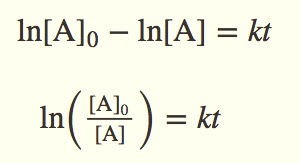 ln[A]₀ − ln[A] = kt
ln([A]₀/[A]) = kt